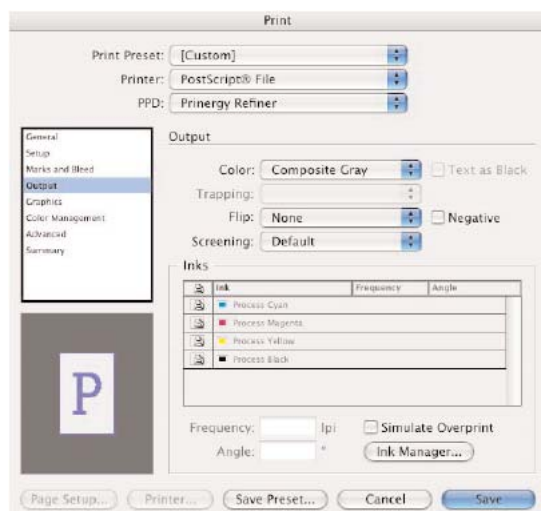 Print
Print Preset: [Custom]
Printer: PostScript® File
PPD: Prinergy Refiner
General
Setup
Marks and Bleed
Output
Graphics
Color Management
Advanced
Summary
Output
Color: Composite Gray Text as Black
Trapping:
Flip: None Negative
Screening: Default
Inks
Ink Frequency Angle
Process Cyan
Process Magenta
Process Yellow
Process Black
Frequency: lpi Simulate Overprint
Angle: ° Ink Manager...
P
Page Setup... Printer... Save Preset... Cancel Save